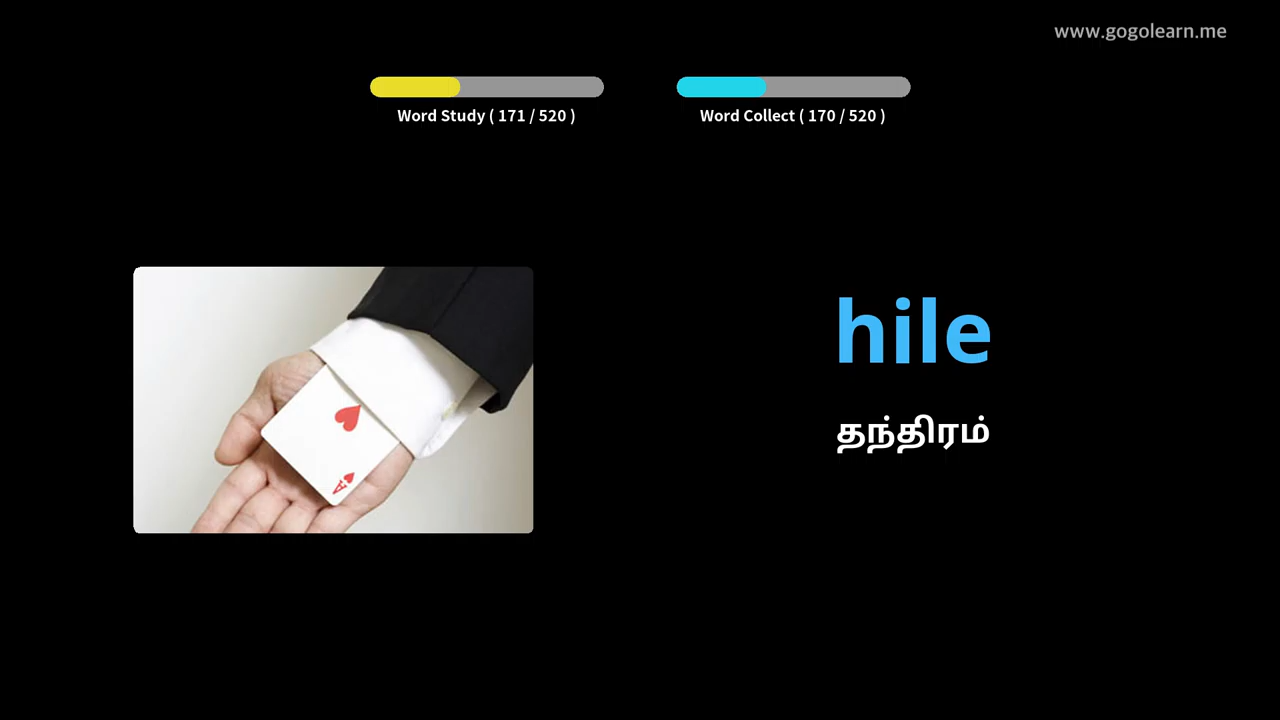 www.gogolearn.me
Word Study ( 171 / 520 )
Word Collect ( 170 / 520 )
hile
தந்திரம்
A